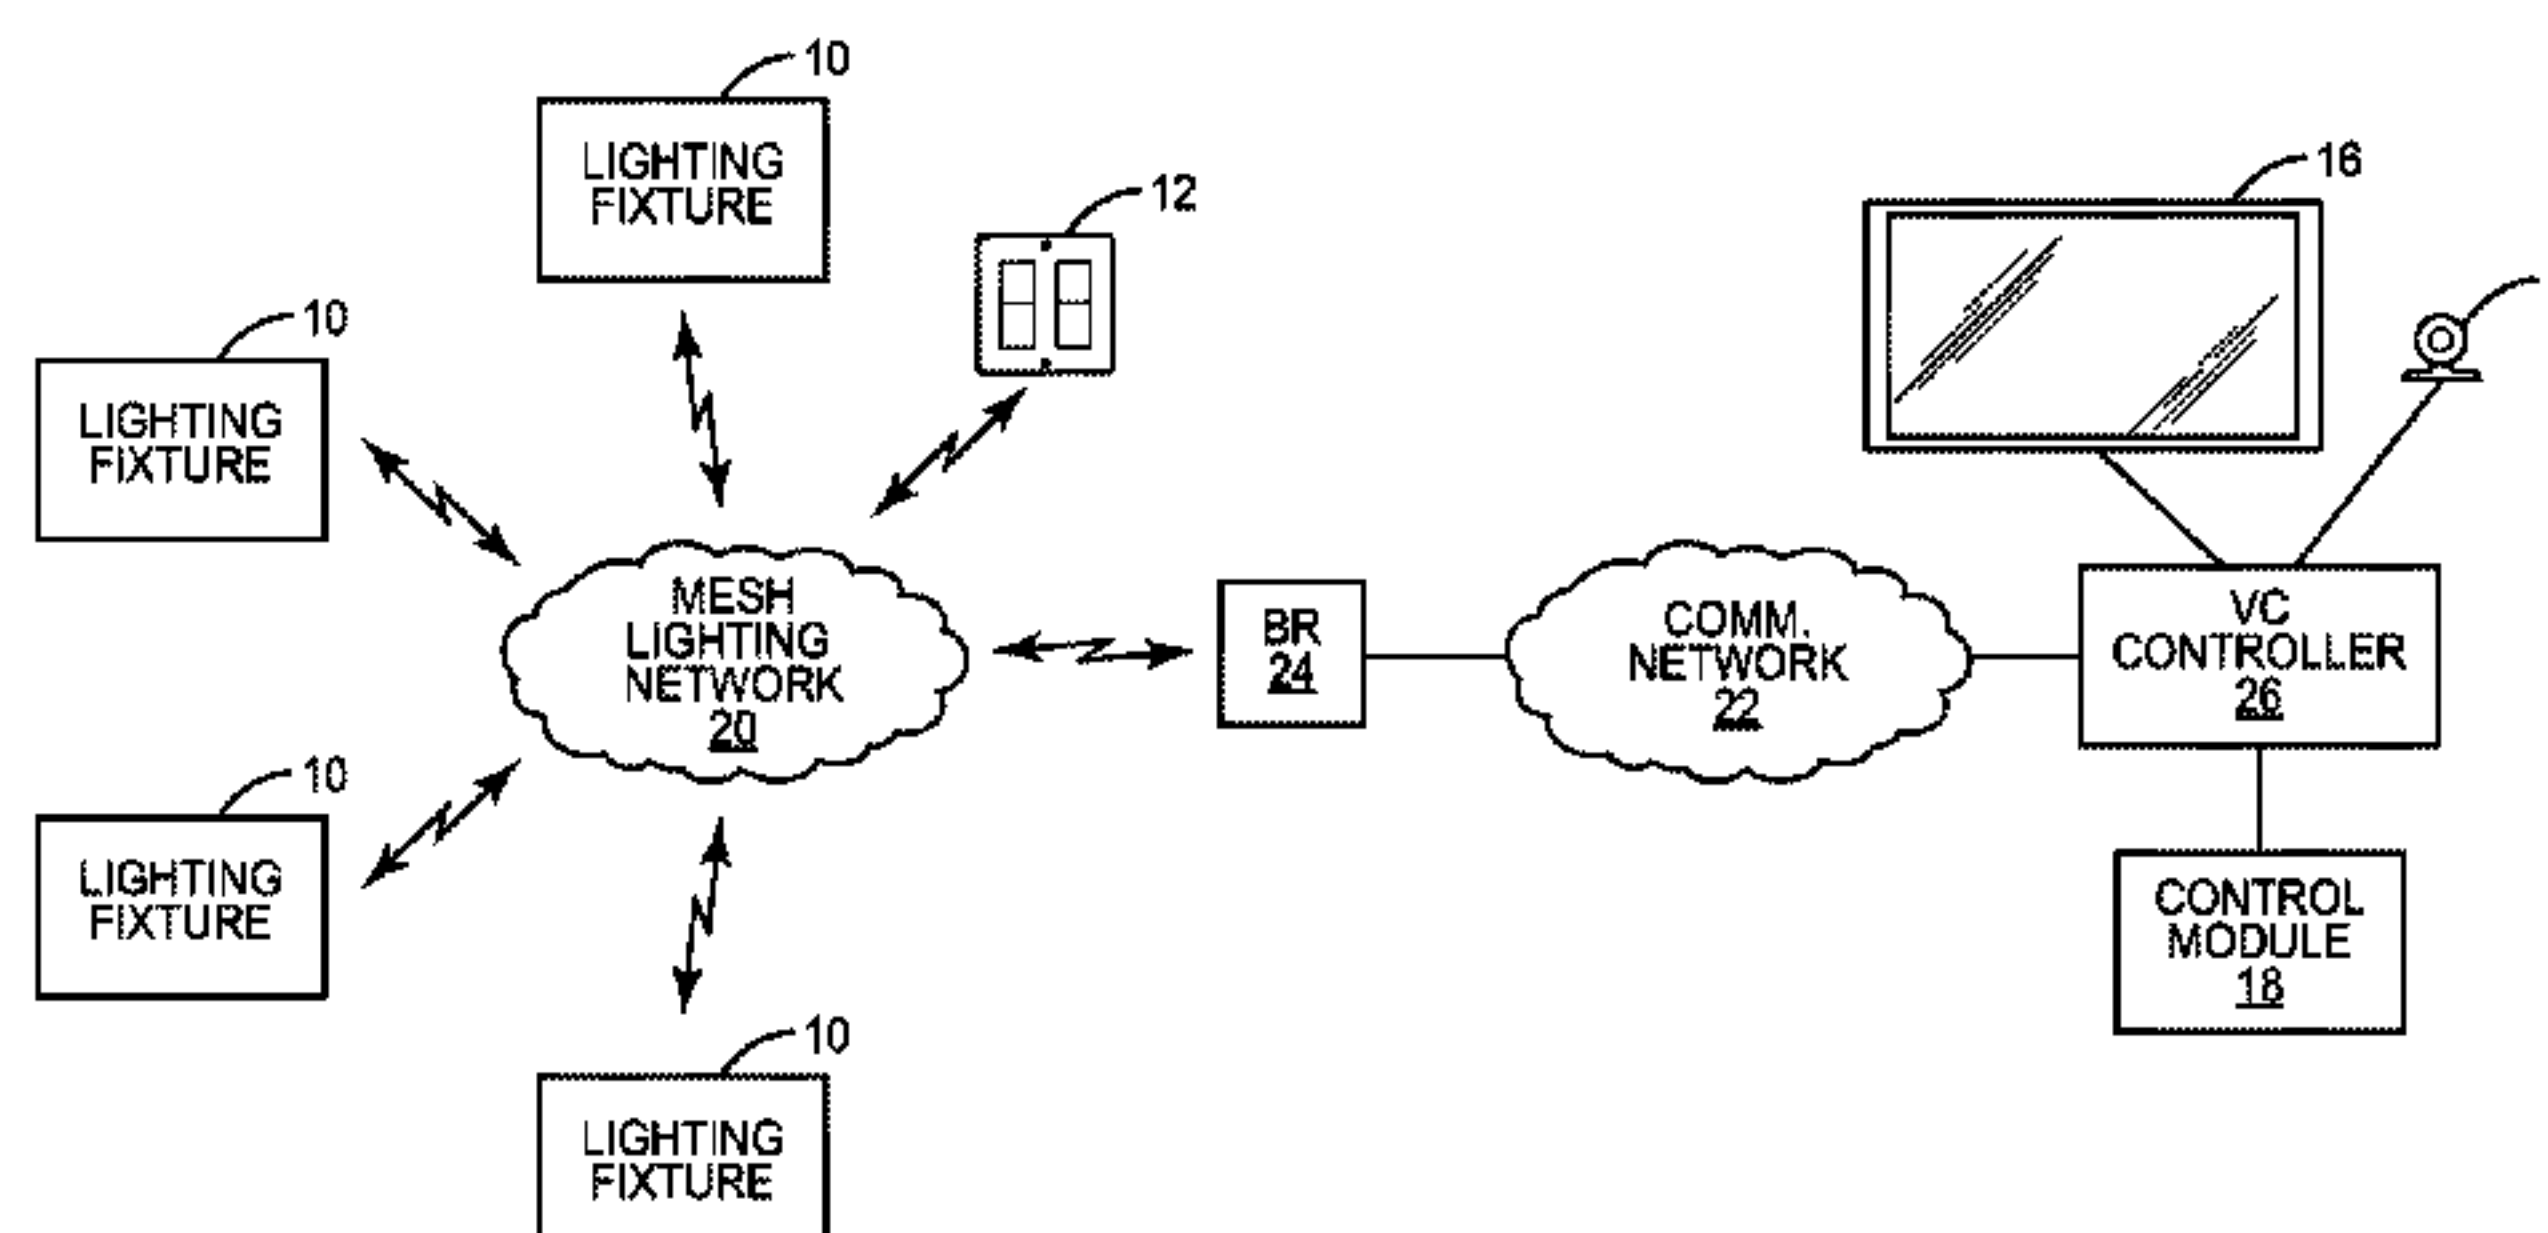 10
LIGHTING
FIXTURE
12
16
10
LIGHTING
FIXTURE
MESH
LIGHTING
NETWORK
20
BR
24
COMM.
NETWORK
22
VC
CONTROLLER
26
10
LIGHTING
FIXTURE
CONTROL
MODULE
18
10
LIGHTING
FIXTURE